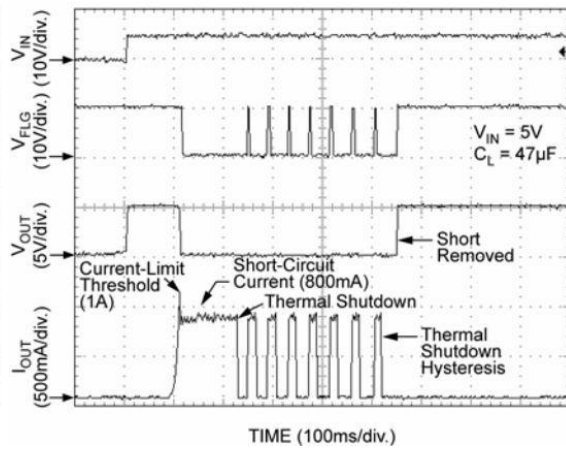 V_IN
(10V/div.)
V_FLG
(10V/div.)
V_IN = 5V
C_L = 47µF
V_OUT
(5V/div.)
Short
Removed
Current-Limit
Threshold
(1A)
Short-Circuit
Current (800mA)
Thermal Shutdown
I_OUT
(500mA/div.)
Thermal
Shutdown
Hysteresis
TIME (100ms/div.)